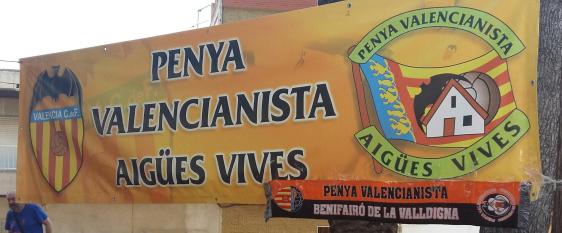 VALENCIA C. de F.
PENYA
VALENCIANISTA
AIGÜES VIVES
PENYA VALENCIANISTA
AIGÜES VIVES
PENYA VALENCIANISTA
BENIFAIRÓ DE LA VALLDIGNA